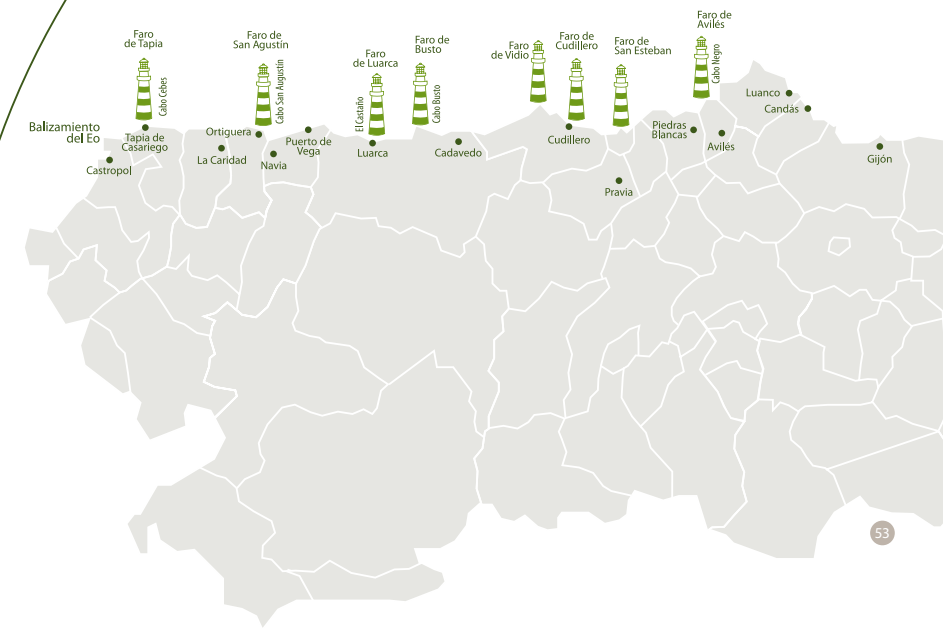 Faro
de Tapia
Cabo Cebes
Faro de
San Agustín
Cabo San Augustín
Faro
de Luarca
El Castaño
Faro de
Busto
Cabo Busto
Faro
de Vidio
Faro de
Cudillero
Faro de
San Esteban
Faro de
Avilés
Cabo Negro
Luanco
Candás
Balizamiento
del Eo
Tapia de
Casariego
Castropol
Ortiguera
La Caridad
Navia
Puerto de
Vega
Luarca
Cadavedo
Cudillero
Pravia
Piedras
Blancas
Avilés
Gijón
53